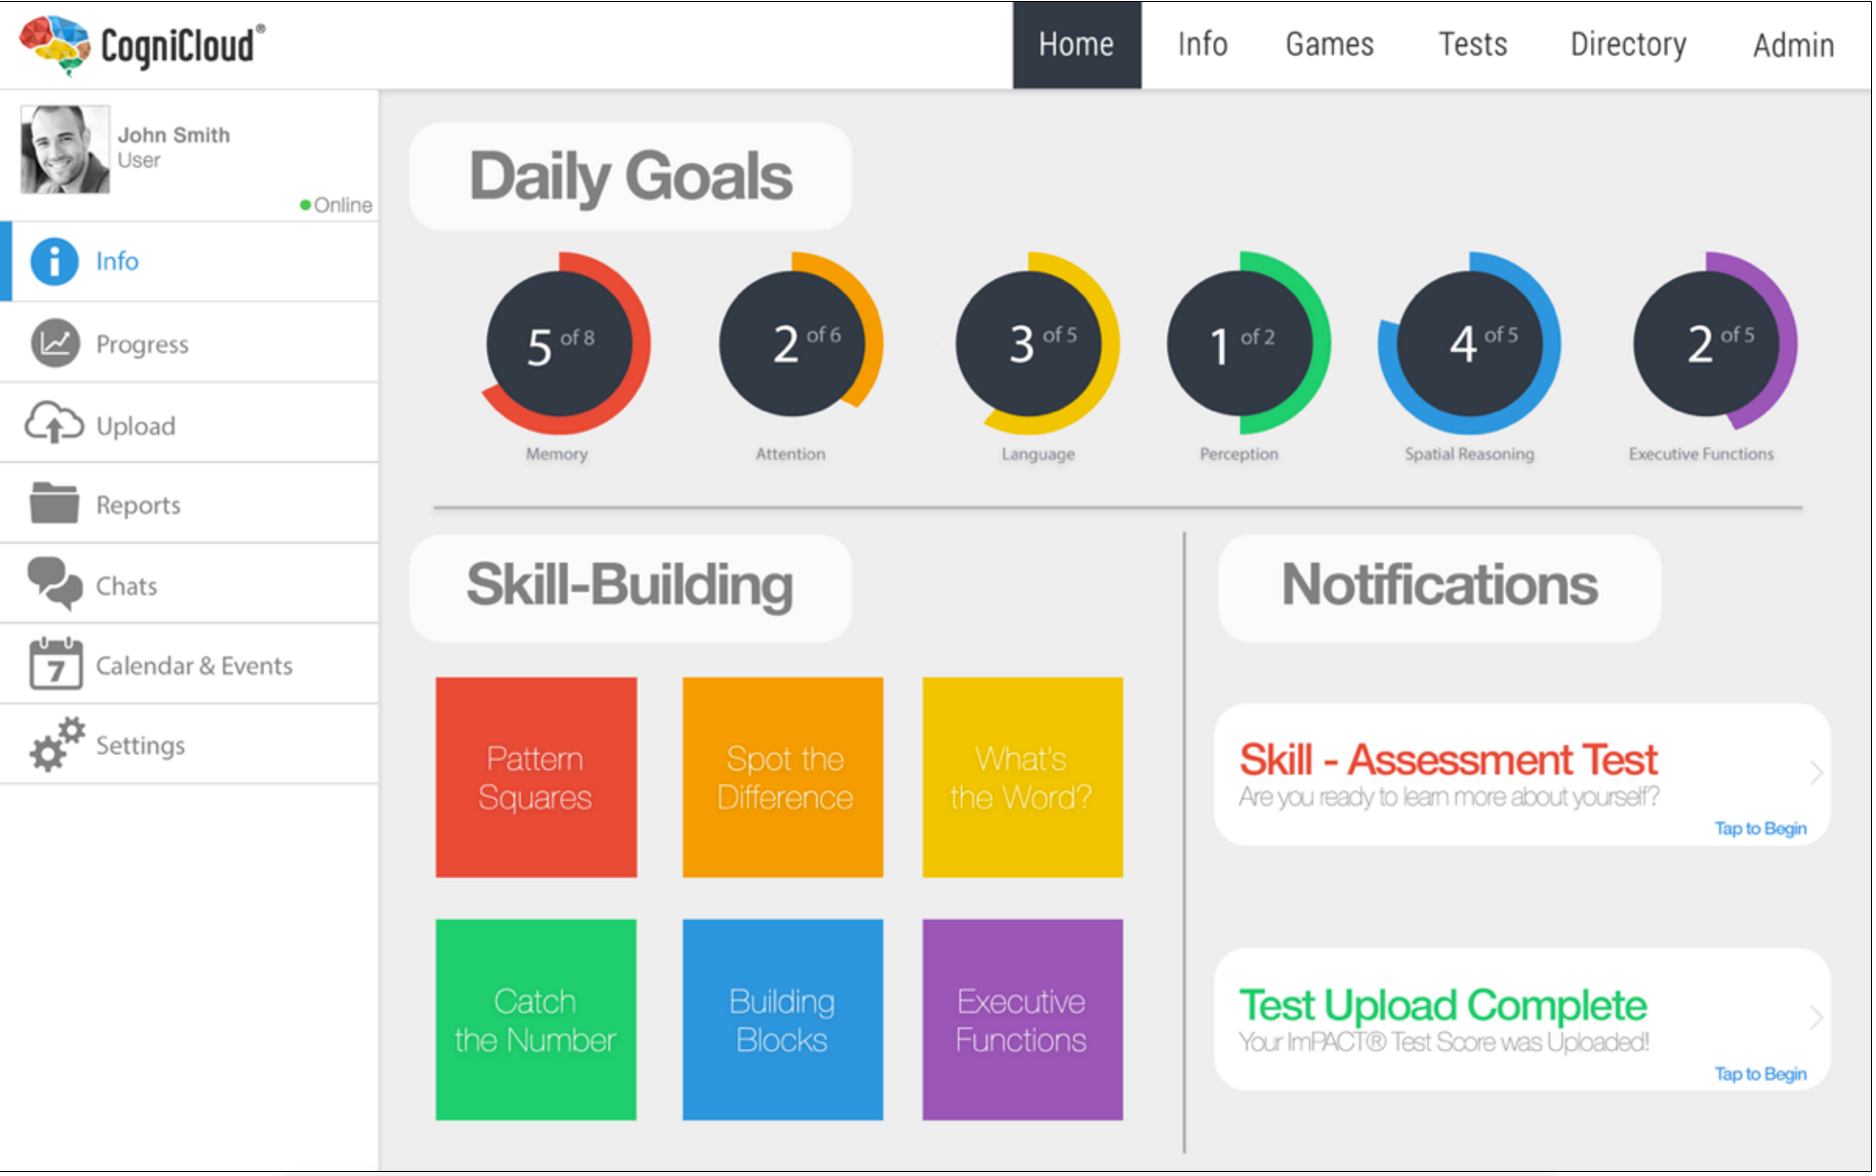 CogniCloud®
Home
Info
Games
Tests
Directory
Admin
John Smith
User
Online
Info
Progress
Upload
Reports
Chats
7
Calendar & Events
Settings
Daily Goals
5 of 8
Memory
2 of 6
Attention
3 of 5
Language
1 of 2
Perception
4 of 5
Spatial Reasoning
2 of 5
Executive Functions
Skill-Building
Pattern
Squares
Spot the
Difference
What's
the Word?
Catch
the Number
Building
Blocks
Executive
Functions
Notifications
Skill - Assessment Test
Are you ready to learn more about yourself?
Tap to Begin
Test Upload Complete
Your ImPACT® Test Score was Uploaded!
Tap to Begin